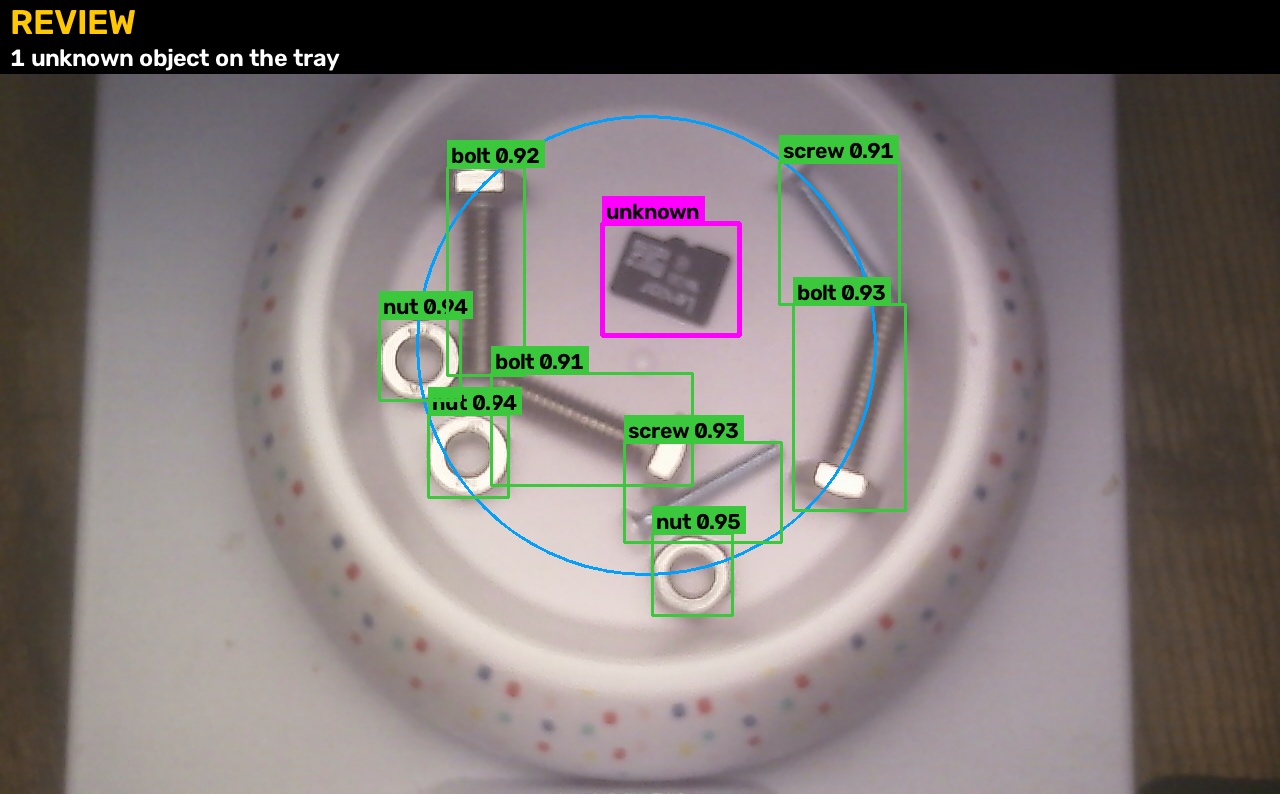 REVIEW
1 unknown object on the tray
bolt 0.92
screw 0.91
unknown
bolt 0.93
nut 0.94
bolt 0.91
nut 0.94
screw 0.93
nut 0.95
Lexar